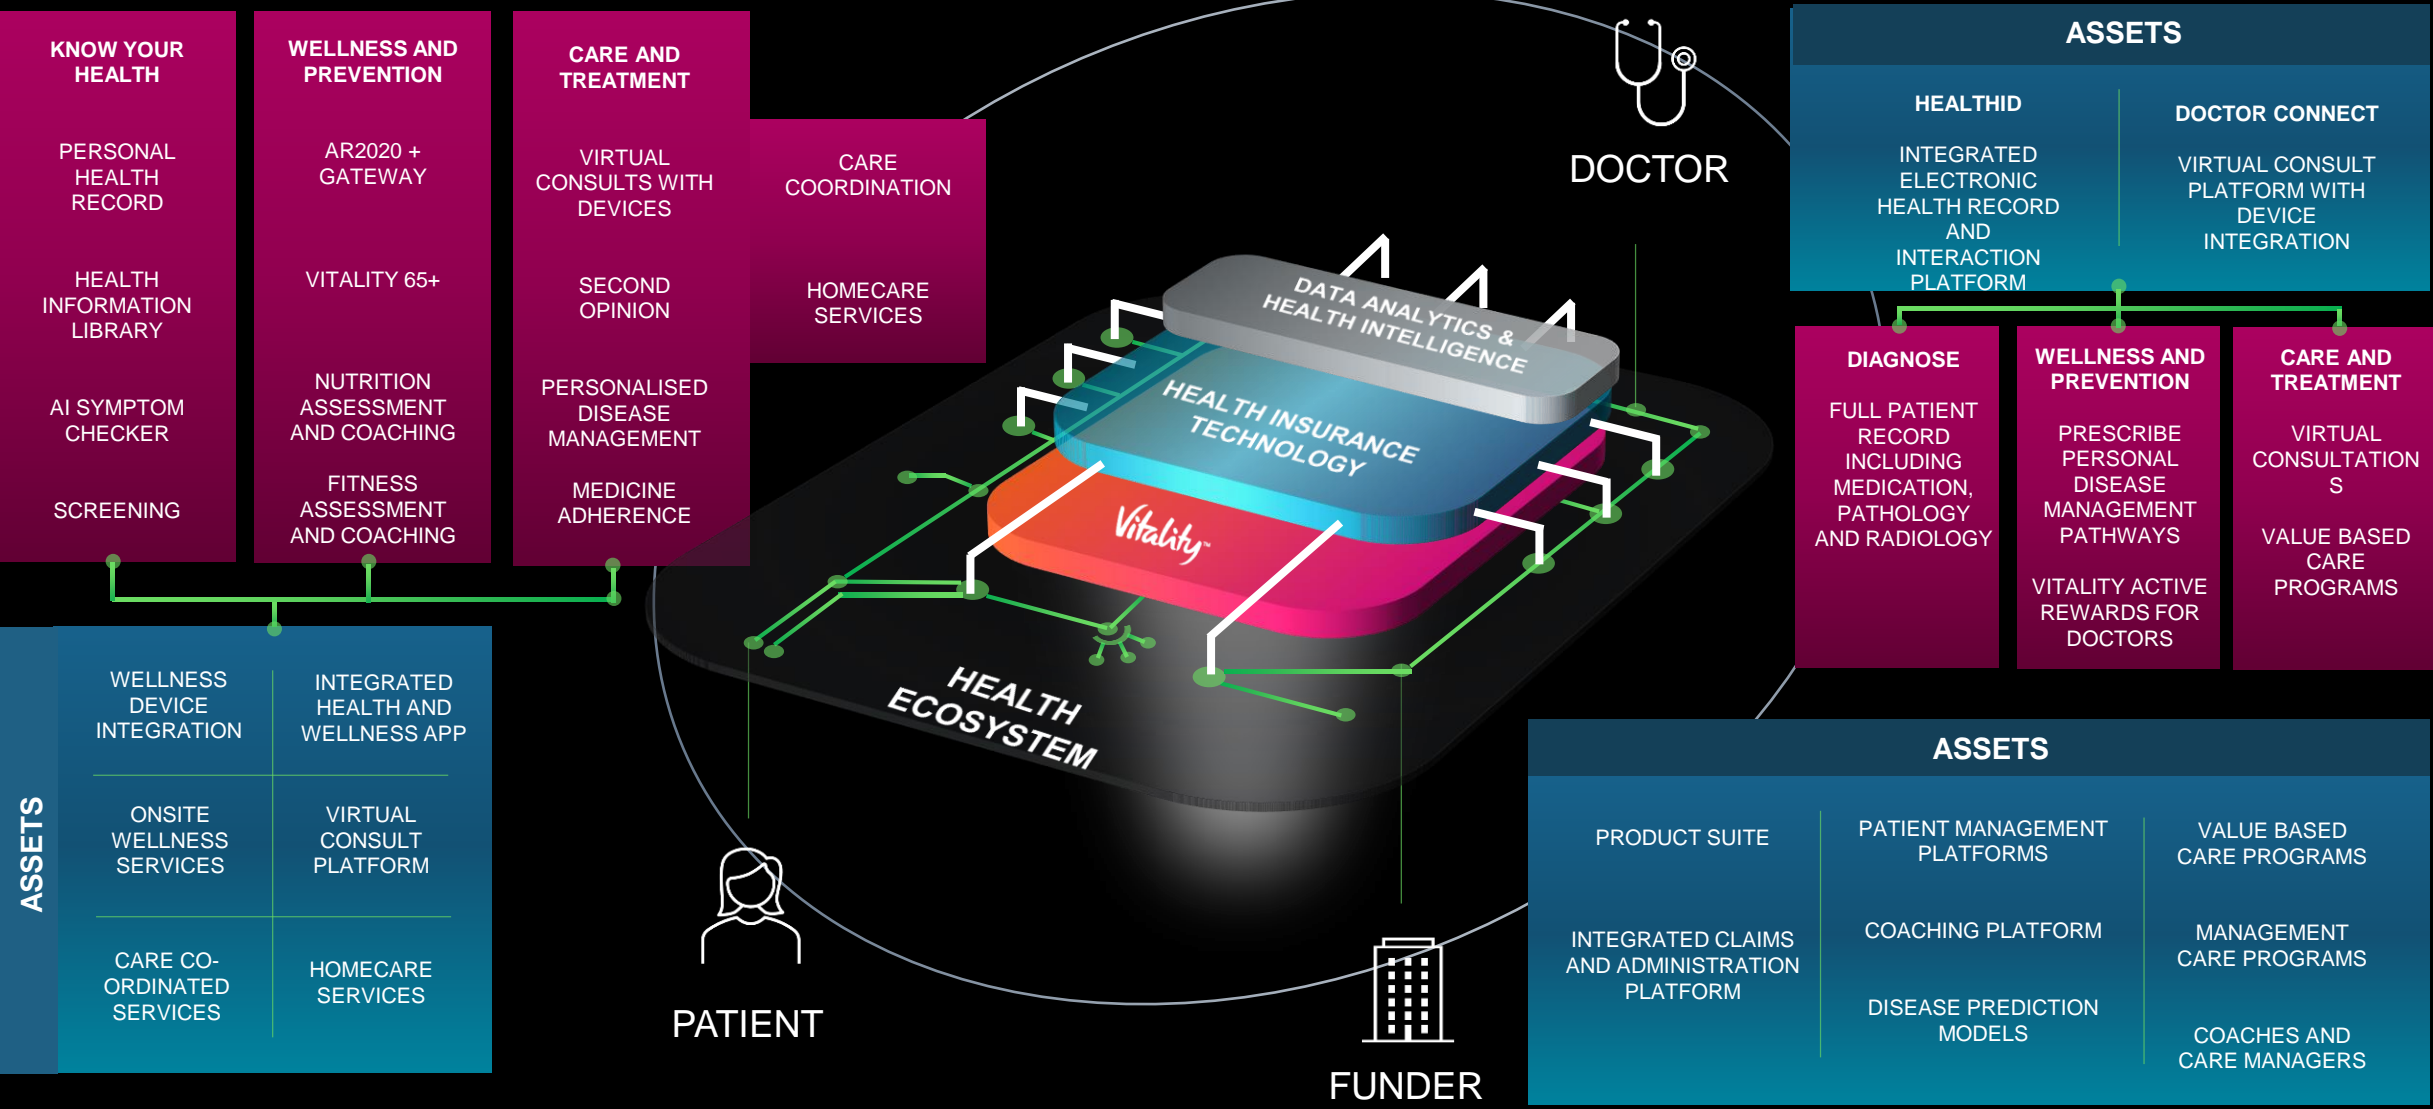 KNOW YOUR
HEALTH
PERSONAL
HEALTH
RECORD
HEALTH
INFORMATION
LIBRARY
AI SYMPTOM
CHECKER
SCREENING
WELLNESS AND
PREVENTION
AR2020 +
GATEWAY
VITALITY 65+
NUTRITION
ASSESSMENT
AND COACHING
FITNESS
ASSESSMENT
AND COACHING
CARE AND
TREATMENT
VIRTUAL
CONSULTS WITH
DEVICES
SECOND
OPINION
PERSONALISED
DISEASE
MANAGEMENT
MEDICINE
ADHERENCE
CARE
COORDINATION
HOMECARE
SERVICES
ASSETS
WELLNESS
DEVICE
INTEGRATION
INTEGRATED
HEALTH AND
WELLNESS APP
ONSITE
WELLNESS
SERVICES
VIRTUAL
CONSULT
PLATFORM
CARE CO-
ORDINATED
SERVICES
HOMECARE
SERVICES
DATA ANALYTICS &
HEALTH INTELLIGENCE
HEALTH INSURANCE
TECHNOLOGY
Vitality™
HEALTH
ECOSYSTEM
PATIENT
DOCTOR
FUNDER
ASSETS
HEALTHID
INTEGRATED
ELECTRONIC
HEALTH RECORD
AND
INTERACTION
PLATFORM
DOCTOR CONNECT
VIRTUAL CONSULT
PLATFORM WITH
DEVICE
INTEGRATION
DIAGNOSE
FULL PATIENT
RECORD
INCLUDING
MEDICATION,
PATHOLOGY
AND RADIOLOGY
WELLNESS AND
PREVENTION
PRESCRIBE
PERSONAL
DISEASE
MANAGEMENT
PATHWAYS
VITALITY ACTIVE
REWARDS FOR
DOCTORS
CARE AND
TREATMENT
VIRTUAL
CONSULTATION
S
VALUE BASED
CARE
PROGRAMS
ASSETS
PRODUCT SUITE
INTEGRATED CLAIMS
AND ADMINISTRATION
PLATFORM
PATIENT MANAGEMENT
PLATFORMS
COACHING PLATFORM
DISEASE PREDICTION
MODELS
VALUE BASED
CARE PROGRAMS
MANAGEMENT
CARE PROGRAMS
COACHES AND
CARE MANAGERS